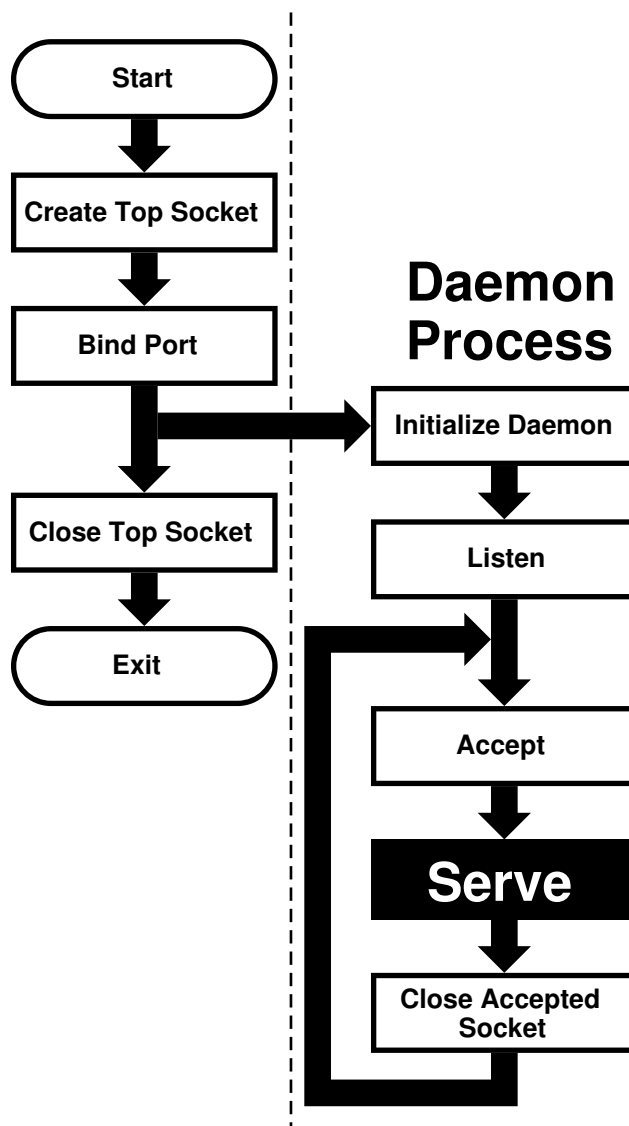 Start
Create Top Socket
Bind Port
Close Top Socket
Exit
Daemon
Process
Initialize Daemon
Listen
Accept
Serve
Close Accepted
Socket